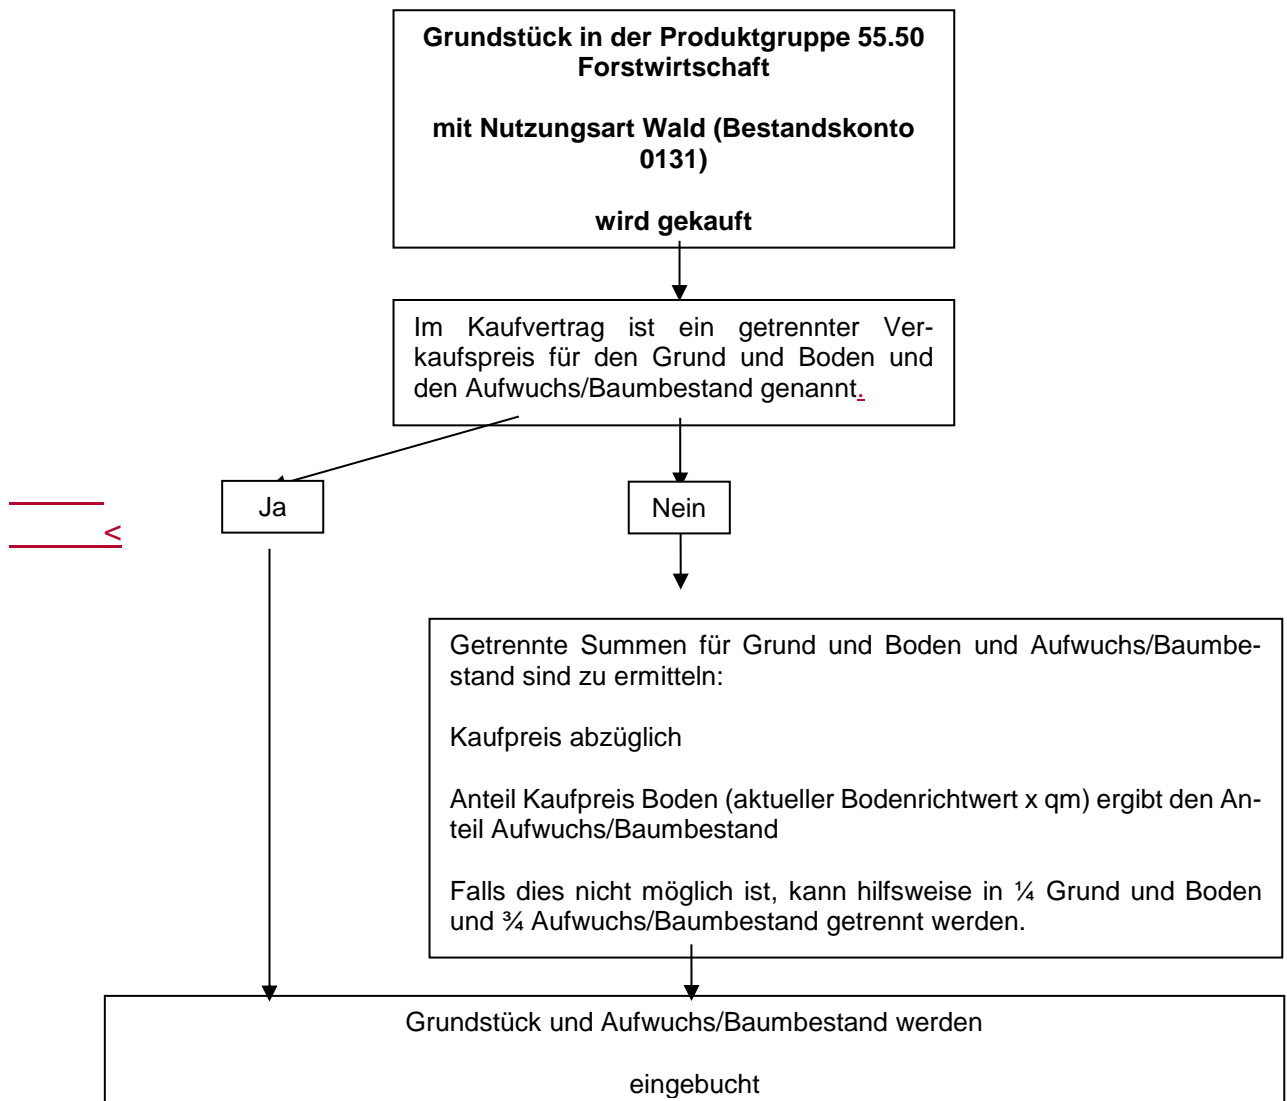 Grundstück in der Produktgruppe 55.50
Forstwirtschaft
mit Nutzungsart Wald (Bestandskonto
0131)
wird gekauft
Im Kaufvertrag ist ein getrennter Ver-
kaufspreis für den Grund und Boden und
den Aufwuchs/Baumbestand genannt.
Ja
Nein
<
Getrennte Summen für Grund und Boden und Aufwuchs/Baumbe-
stand sind zu ermitteln:
Kaufpreis abzüglich
Anteil Kaufpreis Boden (aktueller Bodenrichtwert x qm) ergibt den An-
teil Aufwuchs/Baumbestand
Falls dies nicht möglich ist, kann hilfsweise in ¼ Grund und Boden
und ¾ Aufwuchs/Baumbestand getrennt werden.
Grundstück und Aufwuchs/Baumbestand werden
eingebucht